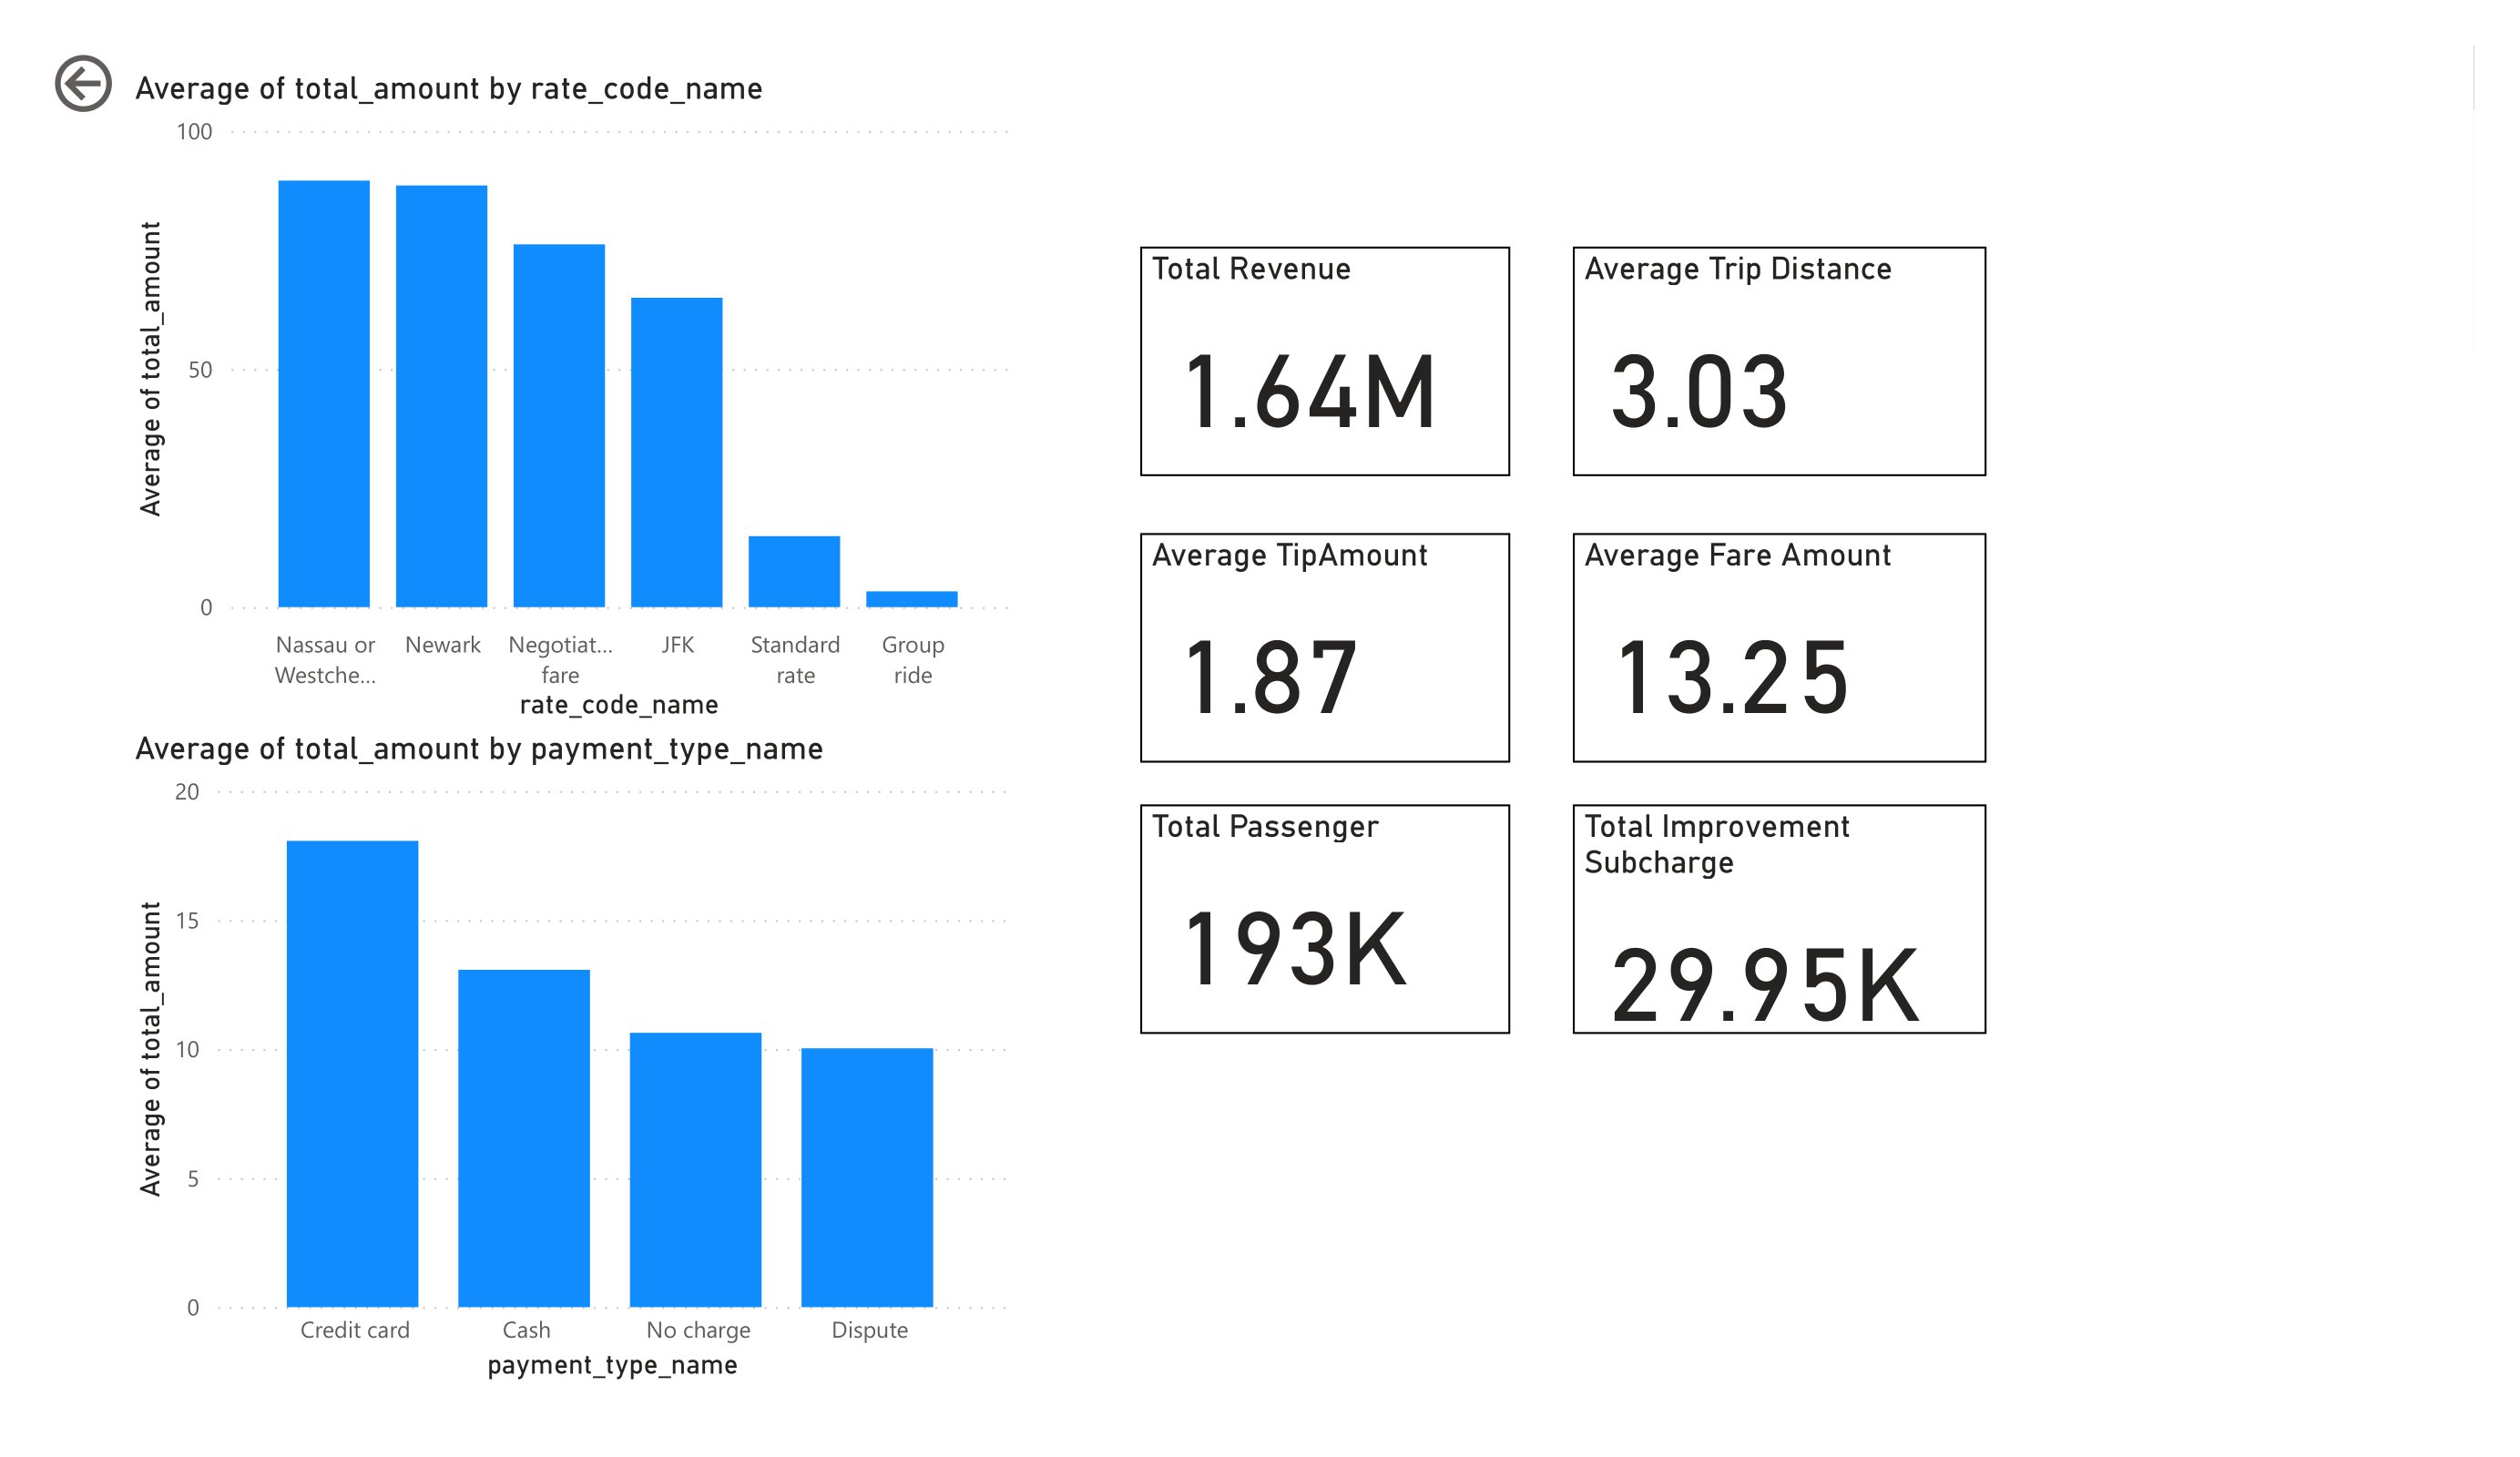 Average of total_amount by rate_code_name
100
50
0
Average of total_amount
Nassau or Westche...
Newark
Negotiat... fare
JFK
Standard rate
Group ride
rate_code_name
Average of total_amount by payment_type_name
20
15
10
5
0
Average of total_amount
Credit card
Cash
No charge
Dispute
payment_type_name
Total Revenue
1.64M
Average Trip Distance
3.03
Average TipAmount
1.87
Average Fare Amount
13.25
Total Passenger
193K
Total Improvement
Subcharge
29.95K